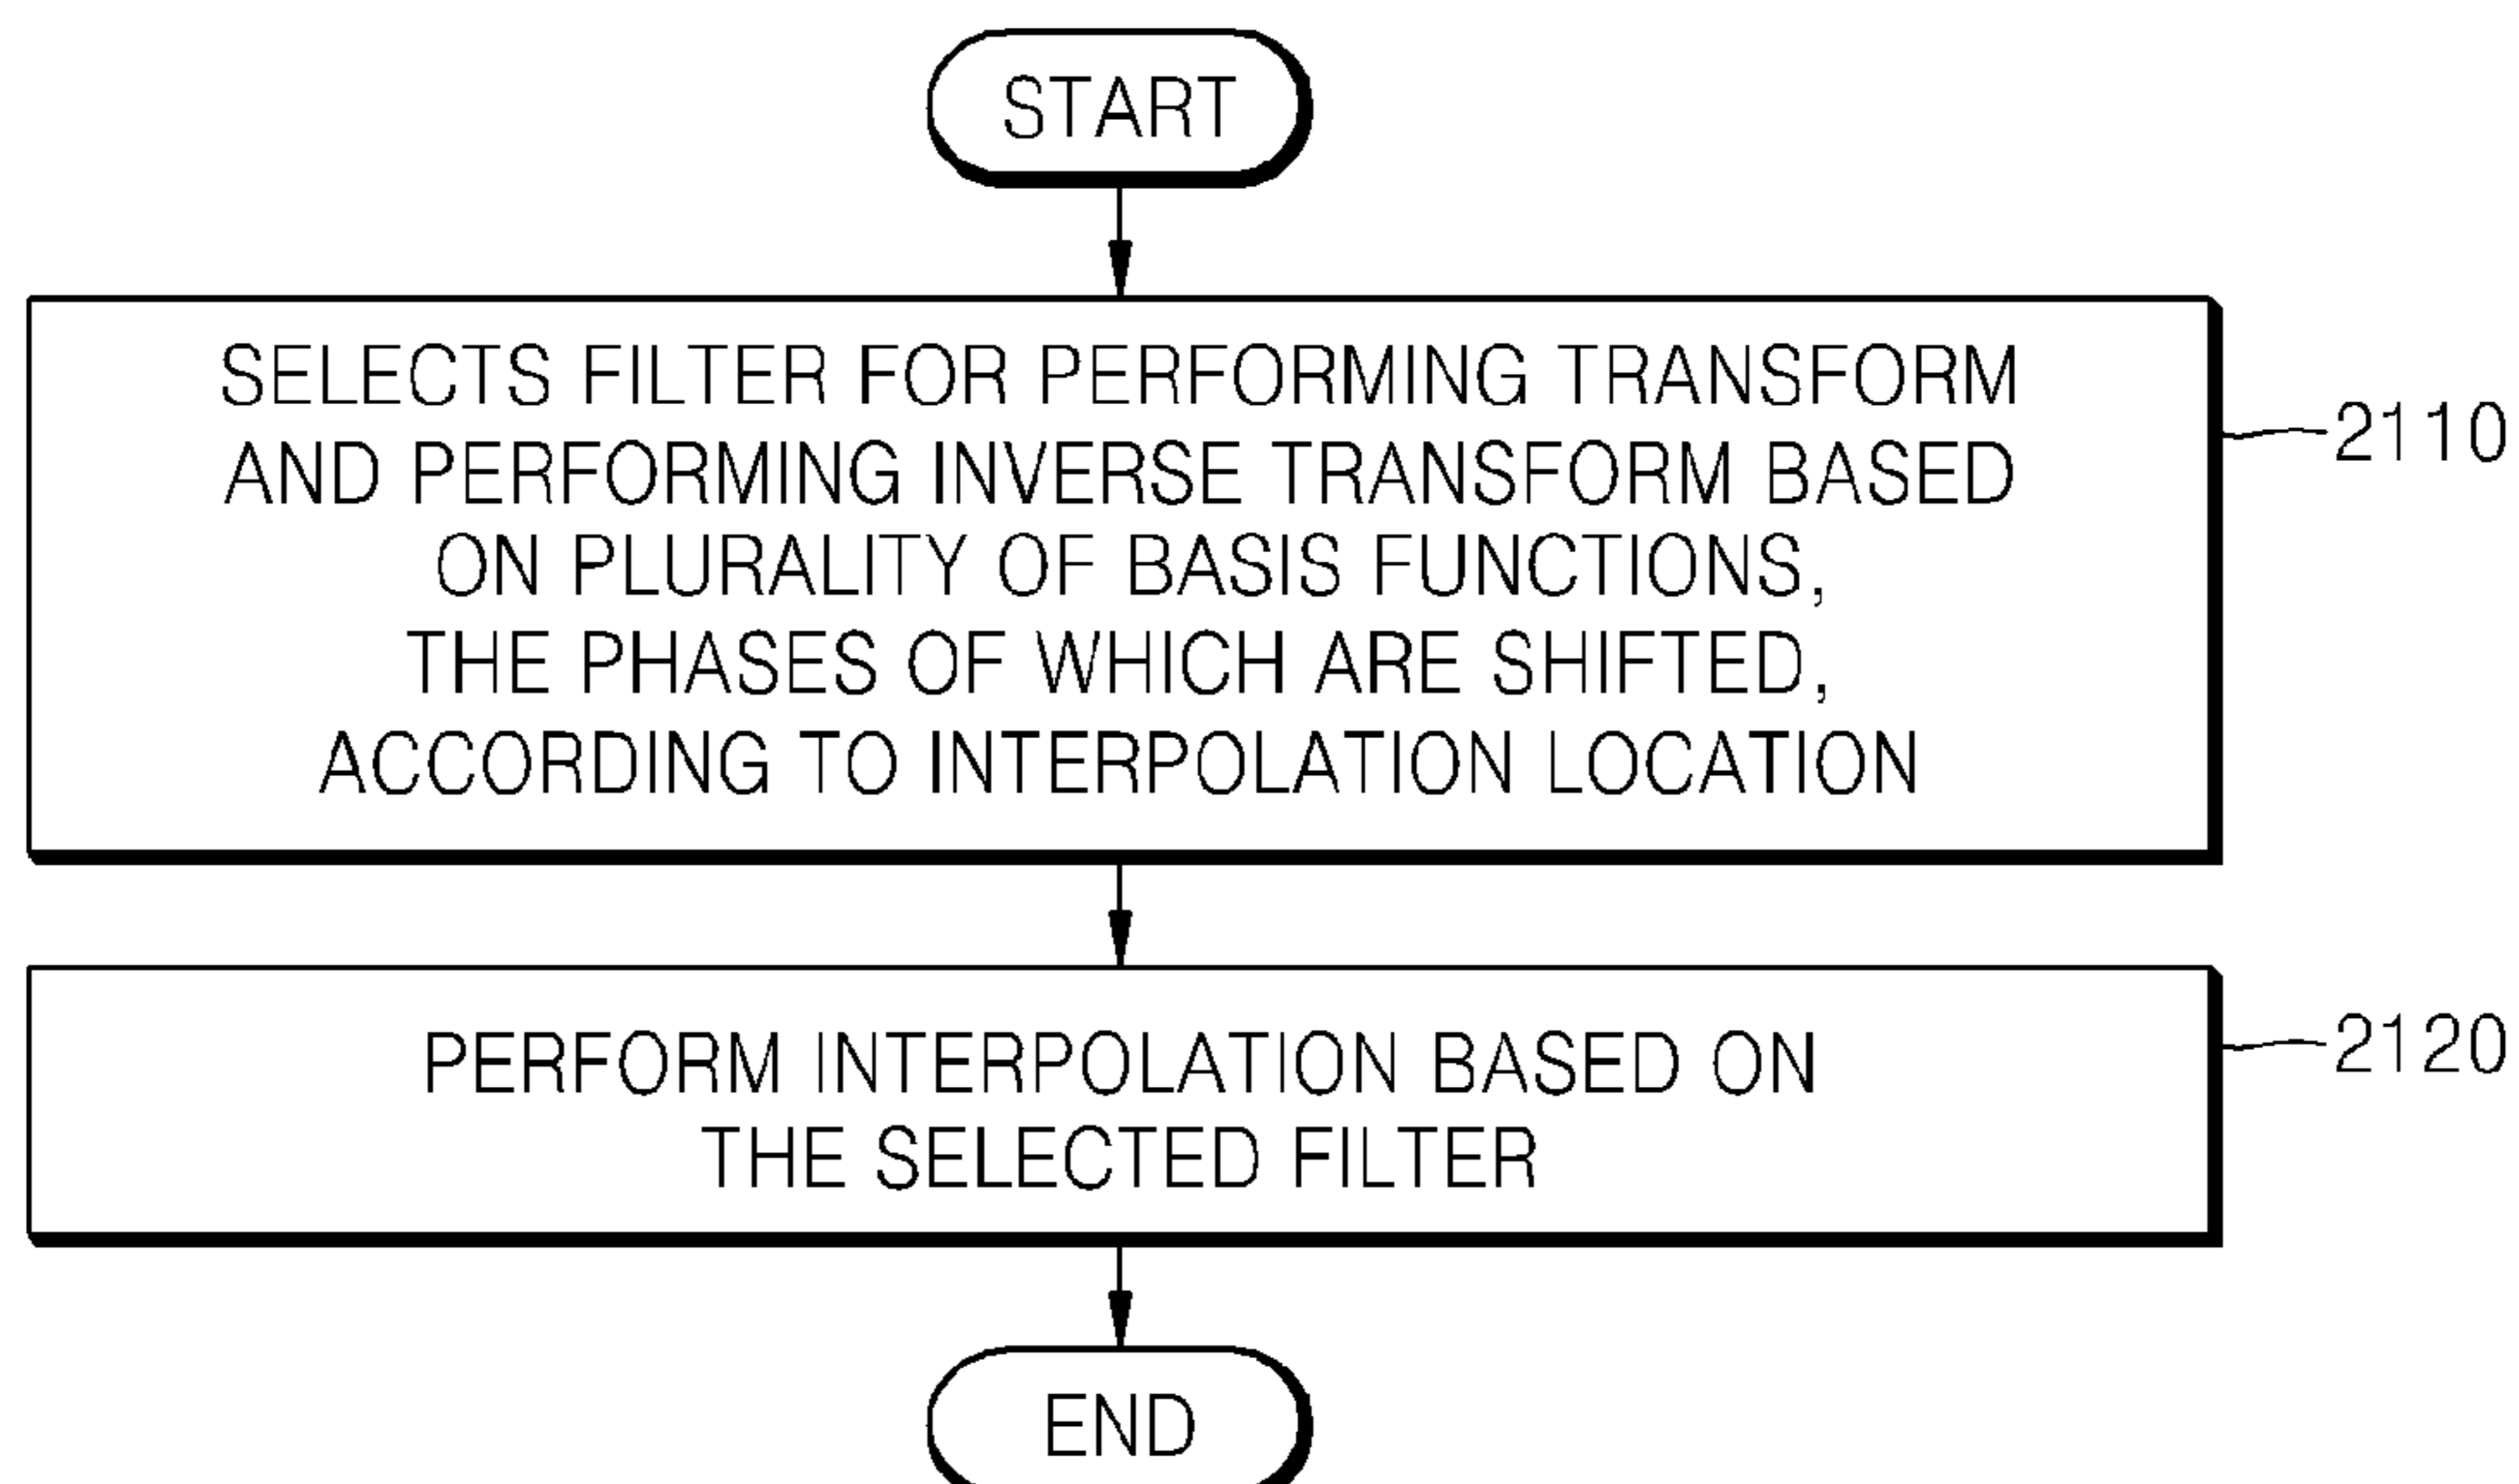 START
SELECTS FILTER FOR PERFORMING TRANSFORM
AND PERFORMING INVERSE TRANSFORM BASED
ON PLURALITY OF BASIS FUNCTIONS,
THE PHASES OF WHICH ARE SHIFTED,
ACCORDING TO INTERPOLATION LOCATION
2110
PERFORM INTERPOLATION BASED ON
THE SELECTED FILTER
2120
END